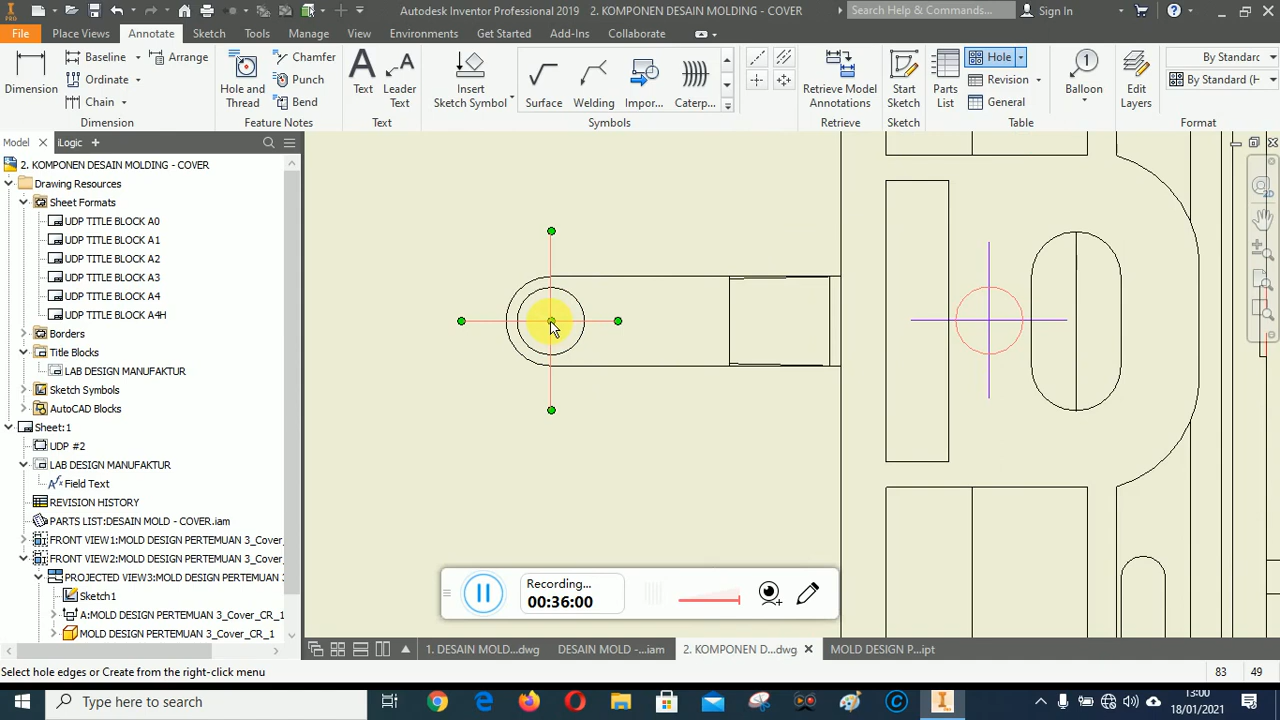 PRO
Autodesk Inventor Professional 2019 2. KOMPONEN DESAIN MOLDING - COVER
Search Help & Commands...
Sign In
File Place Views Annotate Sketch Tools Manage View Environments Get Started Add-Ins Collaborate
Dimension
Baseline
Ordinate
Chain
Arrange
Dimension
Hole and
Thread
Chamfer
Punch
Bend
Feature Notes
Text
Leader
Text
Text
Insert
Sketch Symbol
Surface
Welding
Impor...
Caterp...
Symbols
Retrieve Model
Annotations
Retrieve
Start
Sketch
Sketch
Parts
List
Hole
Revision
General
Table
Balloon
Edit
Layers
By Standard
By Standard (H
Format
Model
iLogic
2. KOMPONEN DESAIN MOLDING - COVER
Drawing Resources
Sheet Formats
UDP TITLE BLOCK A0
UDP TITLE BLOCK A1
UDP TITLE BLOCK A2
UDP TITLE BLOCK A3
UDP TITLE BLOCK A4
UDP TITLE BLOCK A4H
Borders
Title Blocks
LAB DESIGN MANUFAKTUR
Sketch Symbols
AutoCAD Blocks
Sheet:1
UDP #2
LAB DESIGN MANUFAKTUR
Field Text
REVISION HISTORY
PARTS LIST:DESAIN MOLD - COVER.iam
FRONT VIEW1:MOLD DESIGN PERTEMUAN 3_Cover_
FRONT VIEW2:MOLD DESIGN PERTEMUAN 3_Cover_
PROJECTED VIEW3:MOLD DESIGN PERTEMUAN 3
Sketch1
A:MOLD DESIGN PERTEMUAN 3_Cover_CR_1
MOLD DESIGN PERTEMUAN 3_Cover_CR_1
2D
Recording...
00:36:00
1. DESAIN MOLD...dwg DESAIN MOLD -...iam 2. KOMPONEN D...dwg MOLD DESIGN P...ipt
Select hole edges or Create from the right-click menu
83 49
Type here to search
13:00
18/01/2021